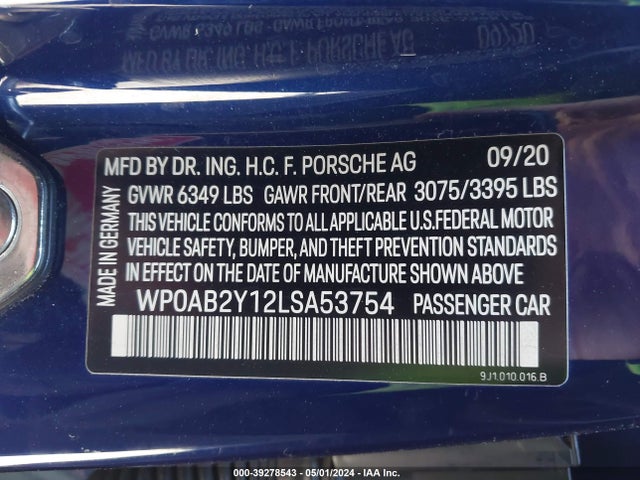 MFD BY DR. ING. H.C. F. PORSCHE AG 09/20
GVWR 6349 LBS GAWR FRONT/REAR 3075/3395 LBS
THIS VEHICLE CONFORMS TO ALL APPLICABLE U.S.FEDERAL MOTOR
VEHICLE SAFETY, BUMPER, AND THEFT PREVENTION STANDARDS
IN EFFECT ON THE DATE OF MANUFACTURE SHOWN ABOVE
WP0AB2Y12LSA53754 PASSENGER CAR
MADE IN GERMANY
9J1.010.016.B
000-39278543 - 05/01/2024 - IAA Inc.